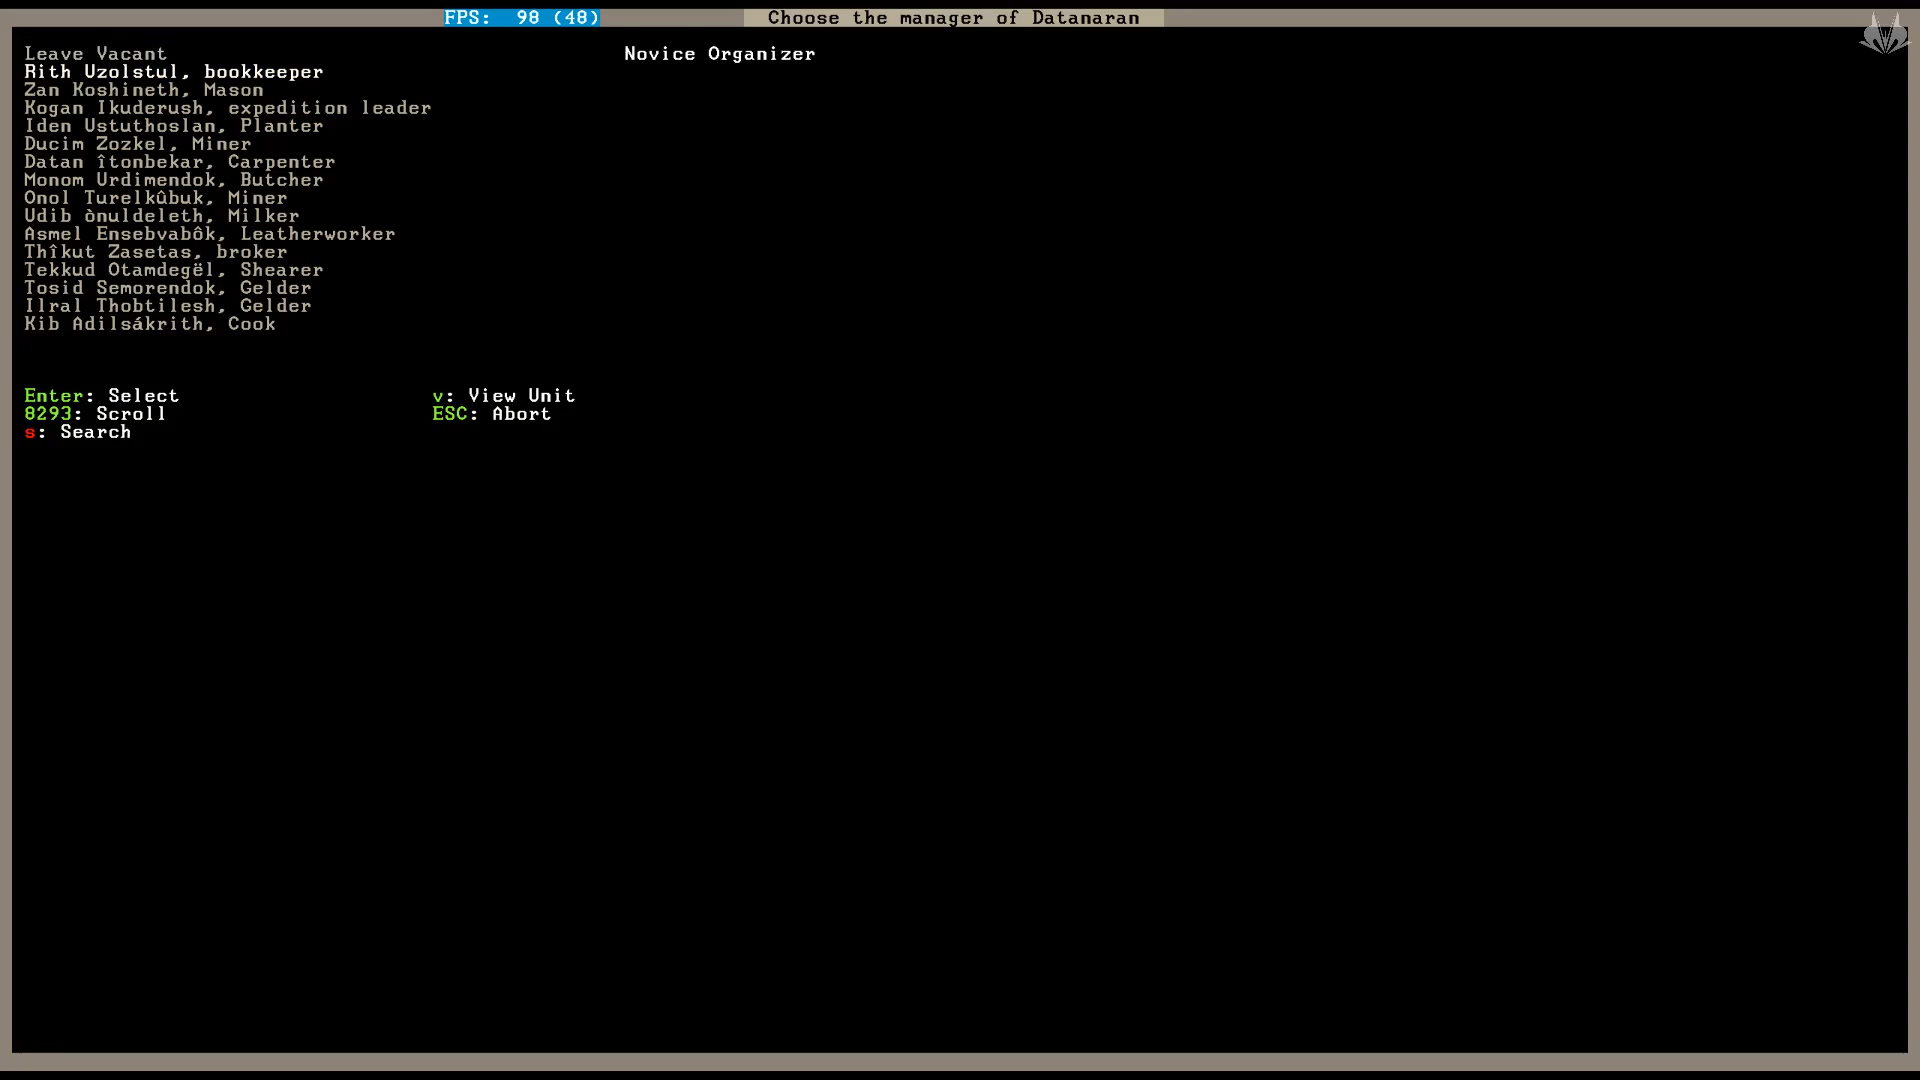 FPS:  98 (48)
Choose the manager of Datanaran
Leave Vacant
Novice Organizer
Rith Uzolstul, bookkeeper
Zan Koshineth, Mason
Kogan Ikuderush, expedition leader
Iden Ustuthoslan, Planter
Ducim Zozkel, Miner
Datan îtonbekar, Carpenter
Monom Urdimendok, Butcher
Onol Turelkûbuk, Miner
Udib ònuldeleth, Milker
Asmel Ensebvabôk, Leatherworker
Thîkut Zasetas, broker
Tekkud Otamdegël, Shearer
Tosid Semorendok, Gelder
Ilral Thobtilesh, Gelder
Kib Adilsákrith, Cook
Enter: Select
v: View Unit
8293: Scroll
ESC: Abort
s: Search